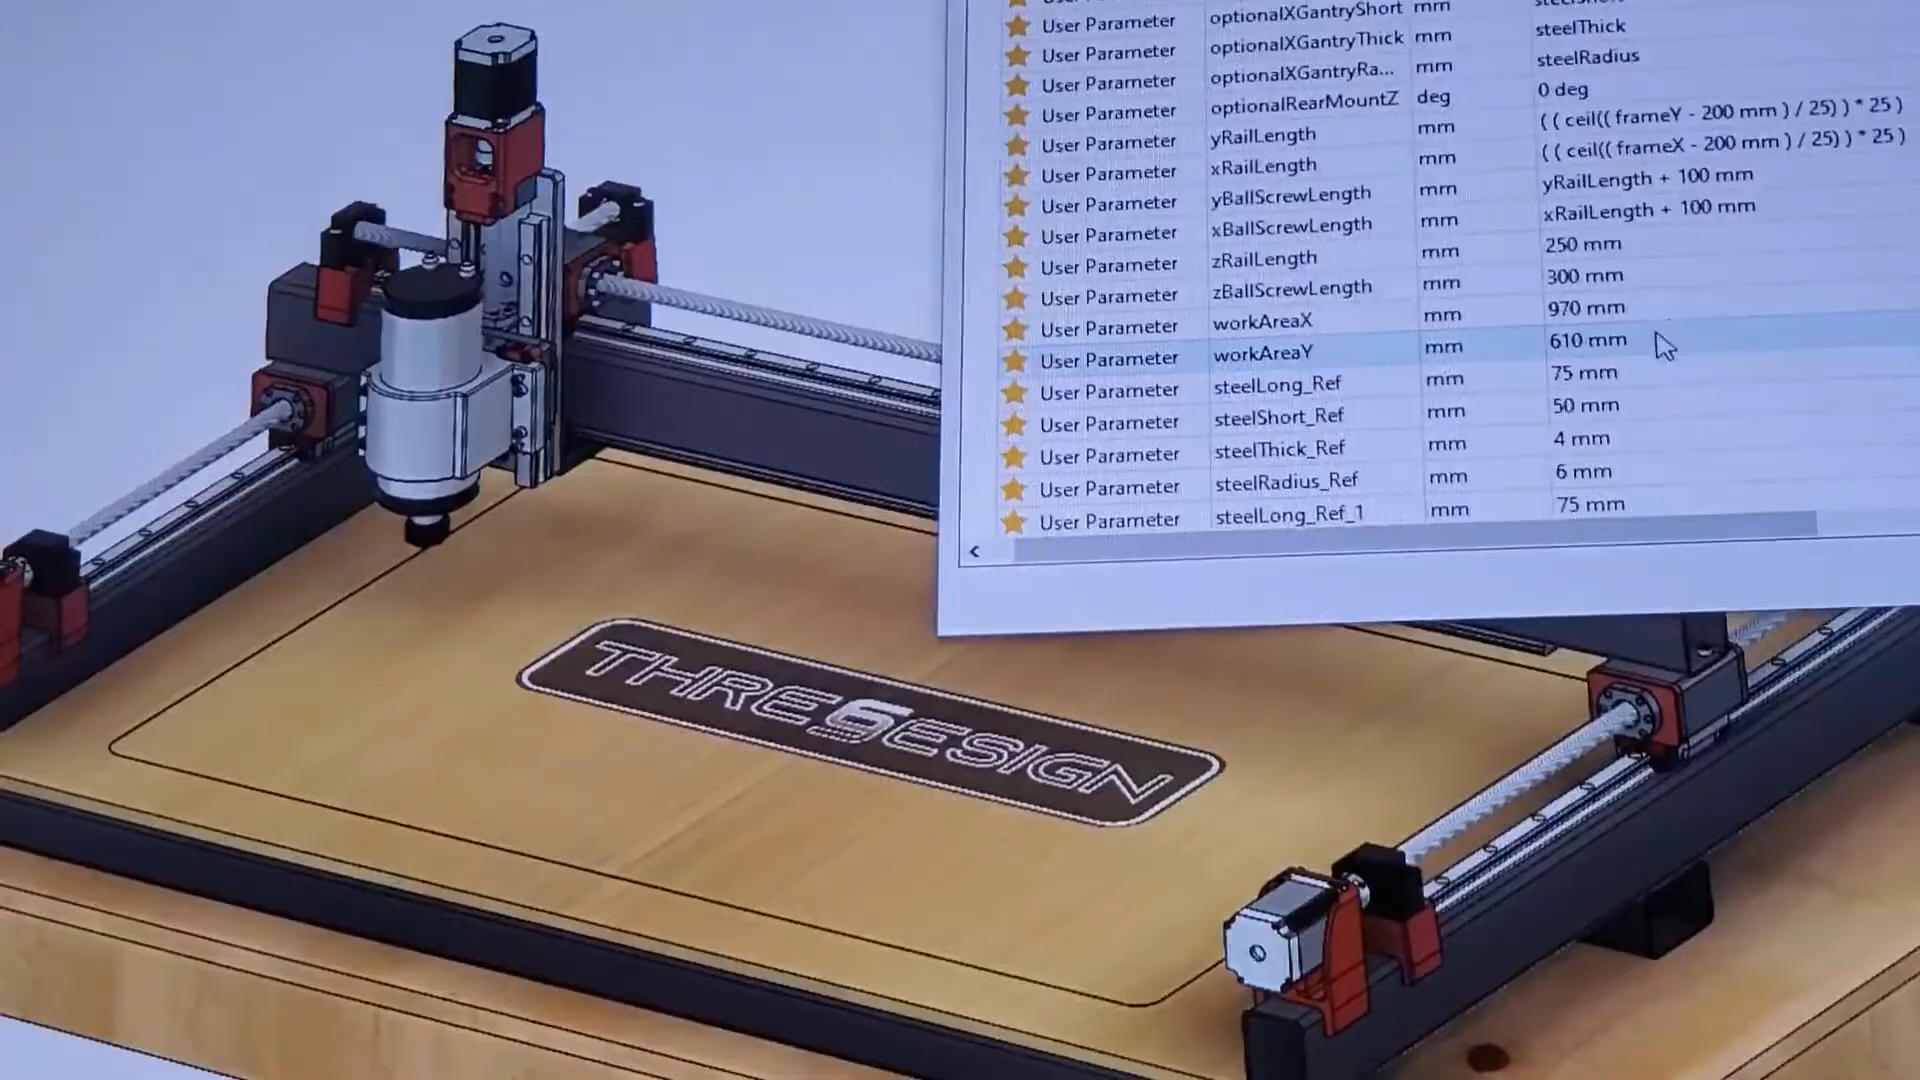 User Parameter optionalXGantryShort mm
User Parameter optionalXGantryThick mm steelThick
User Parameter optionalXGantryRa... mm steelRadius
User Parameter optionalRearMountZ deg 0 deg
User Parameter yRailLength mm ( ( ceil(( frameY - 200 mm ) / 25) ) * 25 )
User Parameter xRailLength mm ( ( ceil(( frameX - 200 mm ) / 25) ) * 25 )
User Parameter yBallScrewLength mm yRailLength + 100 mm
User Parameter xBallScrewLength mm xRailLength + 100 mm
User Parameter zRailLength mm 250 mm
User Parameter zBallScrewLength mm 300 mm
User Parameter workAreaX mm 970 mm
User Parameter workAreaY mm 610 mm
User Parameter steelLong_Ref mm 75 mm
User Parameter steelShort_Ref mm 50 mm
User Parameter steelThick_Ref mm 4 mm
User Parameter steelRadius_Ref mm 6 mm
User Parameter steelLong_Ref_1 mm 75 mm
THREDESIGN